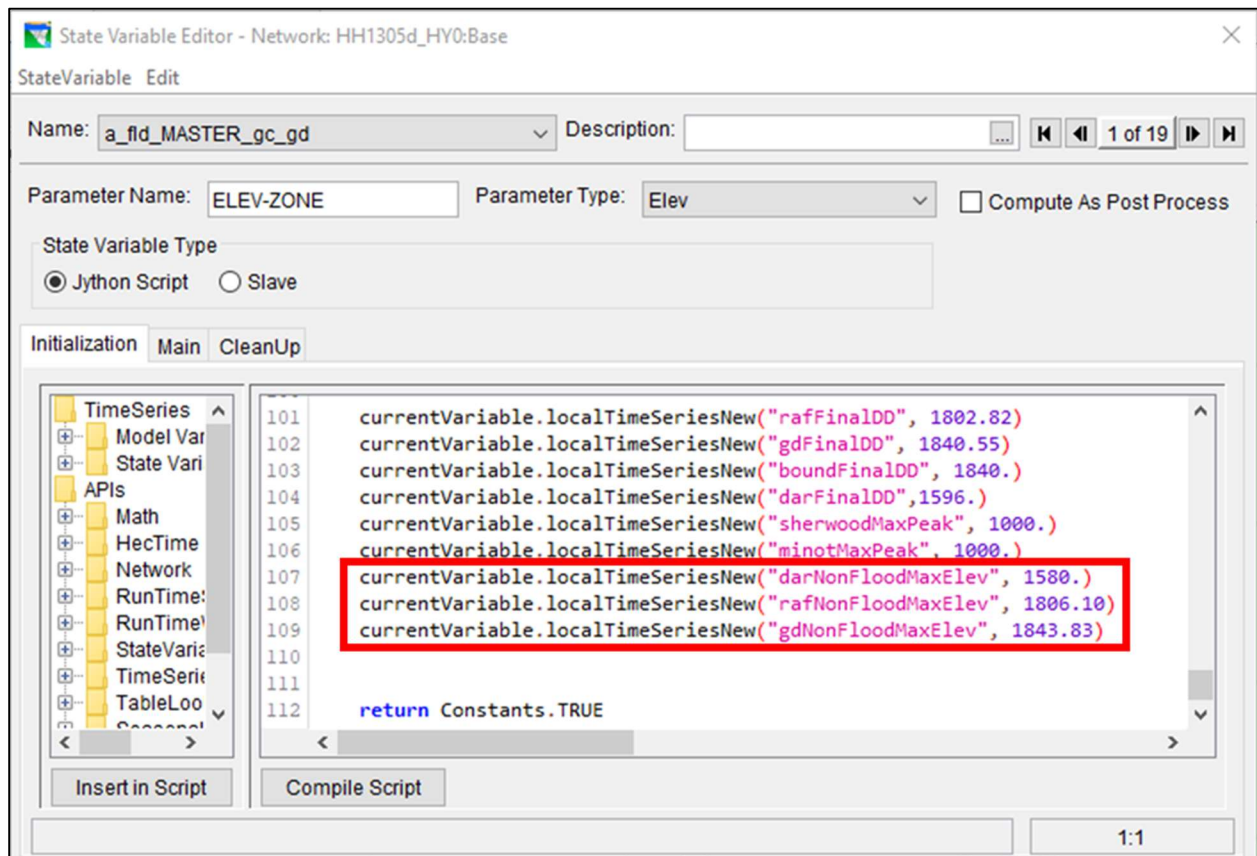 State Variable Editor - Network: HH1305d_HY0:Base
StateVariable Edit
Name: a_fld_MASTER_gc_gd Description: ... 1 of 19
Parameter Name: ELEV-ZONE Parameter Type: Elev Compute As Post Process
State Variable Type
Jython Script Slave
Initialization Main CleanUp
TimeSeries
Model Var
State Vari
APIs
Math
HecTime
Network
RunTime
RunTime
StateVaria
TimeSerie
TableLoo
101 currentVariable.localTimeSeriesNew("rafFinalDD", 1802.82)
102 currentVariable.localTimeSeriesNew("gdFinalDD", 1840.55)
103 currentVariable.localTimeSeriesNew("boundFinalDD", 1840.)
104 currentVariable.localTimeSeriesNew("darFinalDD",1596.)
105 currentVariable.localTimeSeriesNew("sherwoodMaxPeak", 1000.)
106 currentVariable.localTimeSeriesNew("minotMaxPeak", 1000.)
107 currentVariable.localTimeSeriesNew("darNonFloodMaxElev", 1580.)
108 currentVariable.localTimeSeriesNew("rafNonFloodMaxElev", 1806.10)
109 currentVariable.localTimeSeriesNew("gdNonFloodMaxElev", 1843.83)
110
111
112 return Constants.TRUE
Insert in Script Compile Script
1:1